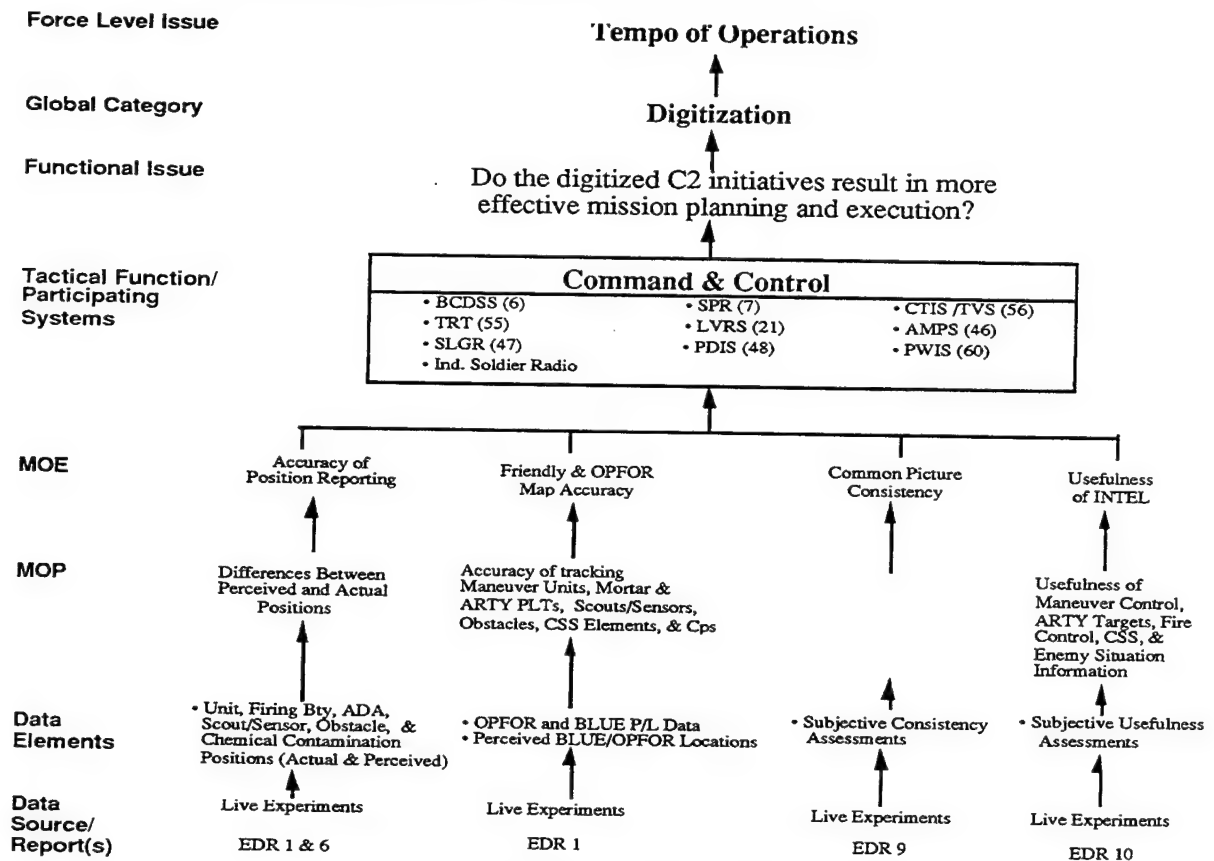 Force Level Issue
Tempo of Operations
Global Category
Digitization
Functional Issue
Do the digitized C2 initiatives result in more
effective mission planning and execution?
Tactical Function/
Participating
Systems
Command & Control
• BCDSS (6)
• TRT (55)
• SLGR (47)
• Ind. Soldier Radio
• SPR (7)
• LVRS (21)
• PDIS (48)
• CTIS /TVS (56)
• AMPS (46)
• PWIS (60)
MOE
Accuracy of
Position Reporting
Friendly & OPFOR
Map Accuracy
Common Picture
Consistency
Usefulness
of INTEL
MOP
Differences Between
Perceived and Actual
Positions
Accuracy of tracking
Maneuver Units, Mortar &
ARTY PLTs, Scouts/Sensors,
Obstacles, CSS Elements, & Cps
Usefulness of
Maneuver Control,
ARTY Targets, Fire
Control, CSS, &
Enemy Situation
Information
Data
Elements
• Unit, Firing Bty, ADA,
Scout/Sensor, Obstacle, &
Chemical Contamination
Positions (Actual & Perceived)
• OPFOR and BLUE P/L Data
• Perceived BLUE/OPFOR Locations
• Subjective Consistency
Assessments
• Subjective Usefulness
Assessments
Data
Source/
Report(s)
Live Experiments
EDR 1 & 6
Live Experiments
EDR 1
Live Experiments
EDR 9
Live Experiments
EDR 10